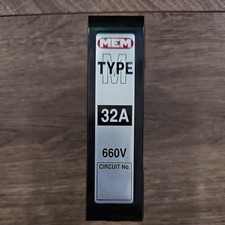 MEM
TYPE
M
32A
660V
CIRCUIT No.